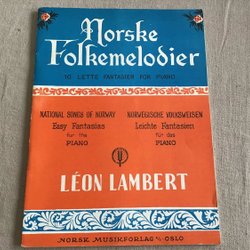 Norske
Folkemelodier
10 LETTE FANTASIER FOR PIANO
NATIONAL SONGS OF NORWAY
Easy Fantasias
for the
PIANO
NORWEGISCHE VOLKSWEISEN
Leichte Fantasien
für das
PIANO
LÉON LAMBERT
NORSK MUSIKFORLAG A/S OSLO